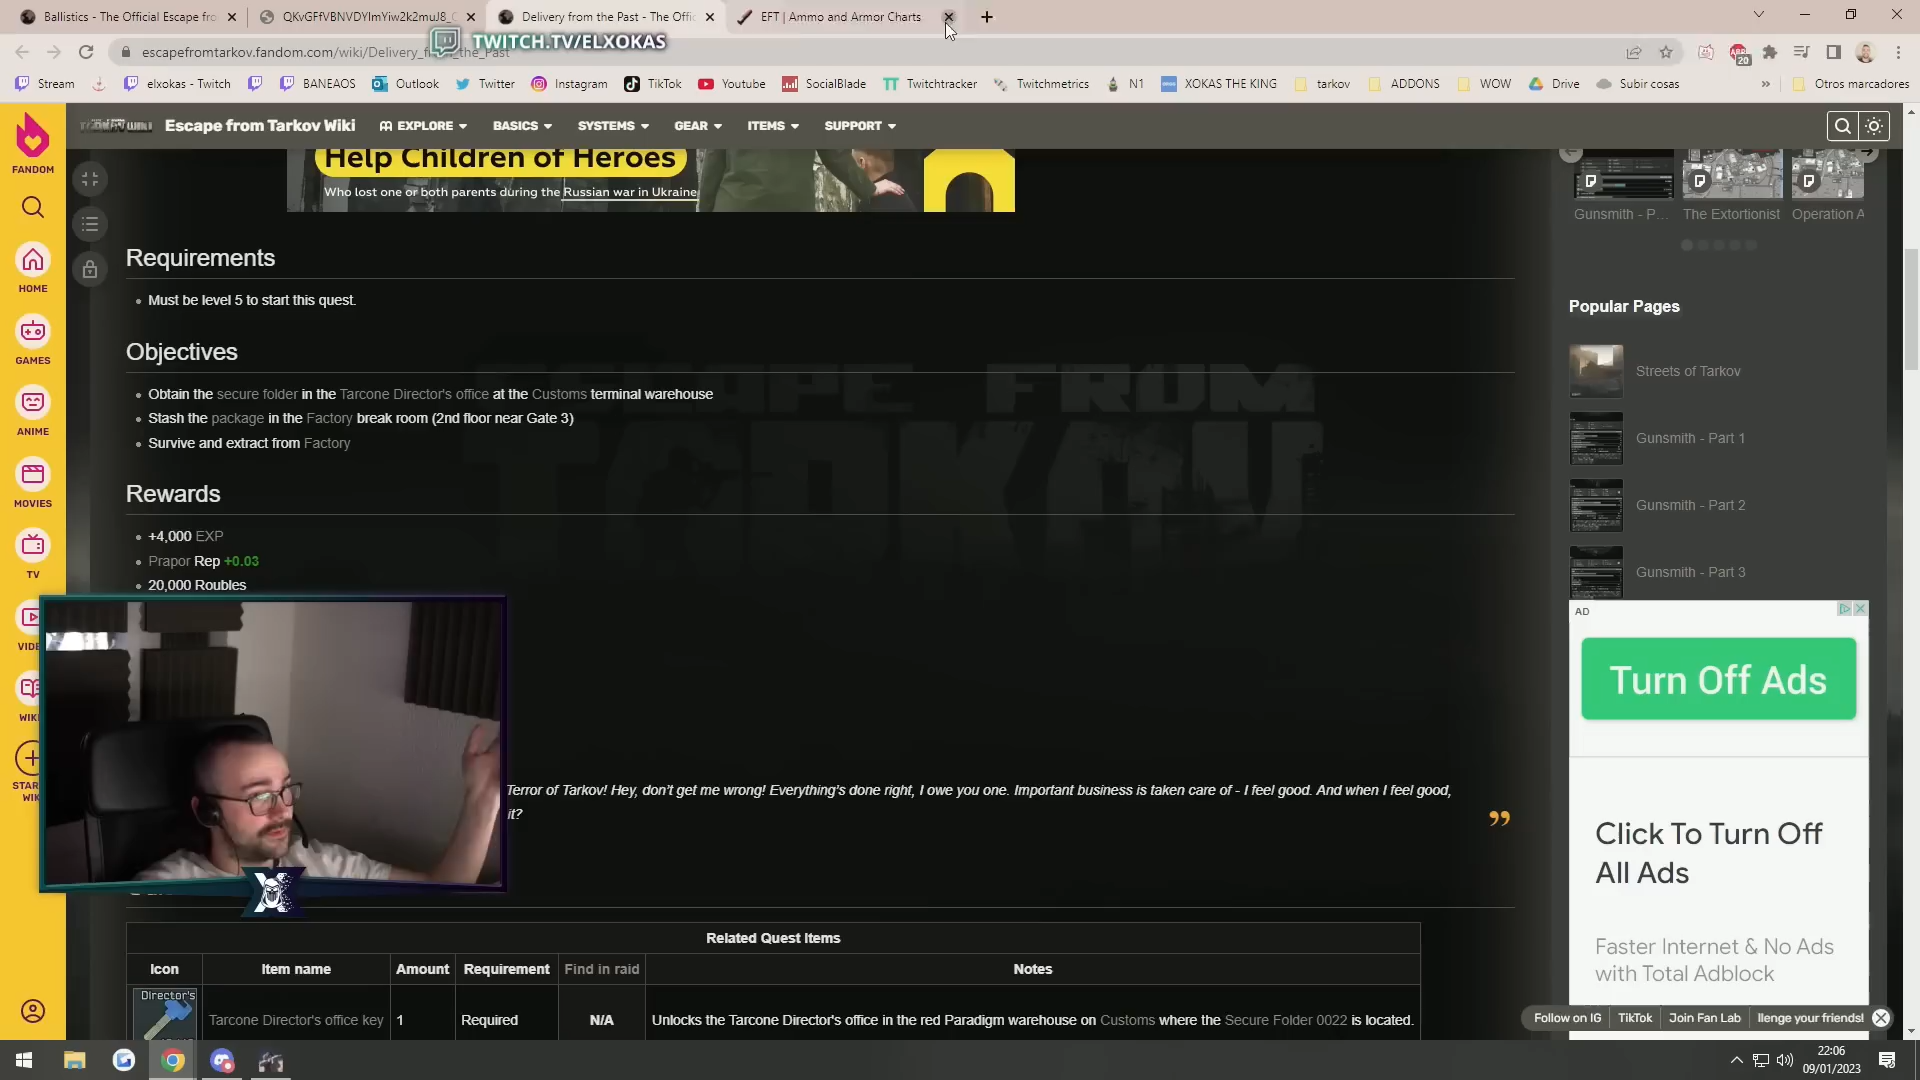 Ballistics - The Official Escape fro
QKvGFfVBNVDYlmYiw2k2muJ8_
Delivery from the Past - The Offic
EFT | Ammo and Armor Charts
TWITCH.TV/ELXOKAS
escapefromtarkov.fandom.com/wiki/Delivery_f
_the_Past
20
Stream
elxokas - Twitch
BANEAOS
Outlook
Twitter
Instagram
TikTok
Youtube
SocialBlade
Twitchtracker
Twitchmetrics
N1
XOKAS THE KING
tarkov
ADDONS
WOW
Drive
Subir cosas
»
Otros marcadores
FANDOM
HOME
GAMES
ANIME
MOVIES
TV
VIDE
WIKI
START
WIK
Escape from Tarkov Wiki
EXPLORE
BASICS
SYSTEMS
GEAR
ITEMS
SUPPORT
Help Children of Heroes
Who lost one or both parents during the Russian war in Ukraine
Requirements
Must be level 5 to start this quest.
Objectives
Obtain the secure folder in the Tarcone Director's office at the Customs terminal warehouse
Stash the package in the Factory break room (2nd floor near Gate 3)
Survive and extract from Factory
ESCAPE FROM
TARKOV
Rewards
+4,000 EXP
Prapor Rep +0.03
20,000 Roubles
Terror of Tarkov! Hey, don't get me wrong! Everything's done right, I owe you one. Important business is taken care of - I feel good. And when I feel good,
it?
”
Related Quest Items
Icon
Item name
Amount
Requirement
Find in raid
Notes
Director's
Tarcone Director's office key
1
Required
N/A
Unlocks the Tarcone Director's office in the red Paradigm warehouse on Customs where the Secure Folder 0022 is located.
Gunsmith - P...
The Extortionist
Operation A
Popular Pages
Streets of Tarkov
Gunsmith - Part 1
Gunsmith - Part 2
Gunsmith - Part 3
AD
Turn Off Ads
Click To Turn Off
All Ads
Faster Internet & No Ads
with Total Adblock
Follow on IG
TikTok
Join Fan Lab
llenge your friends!
22:06
09/01/2023